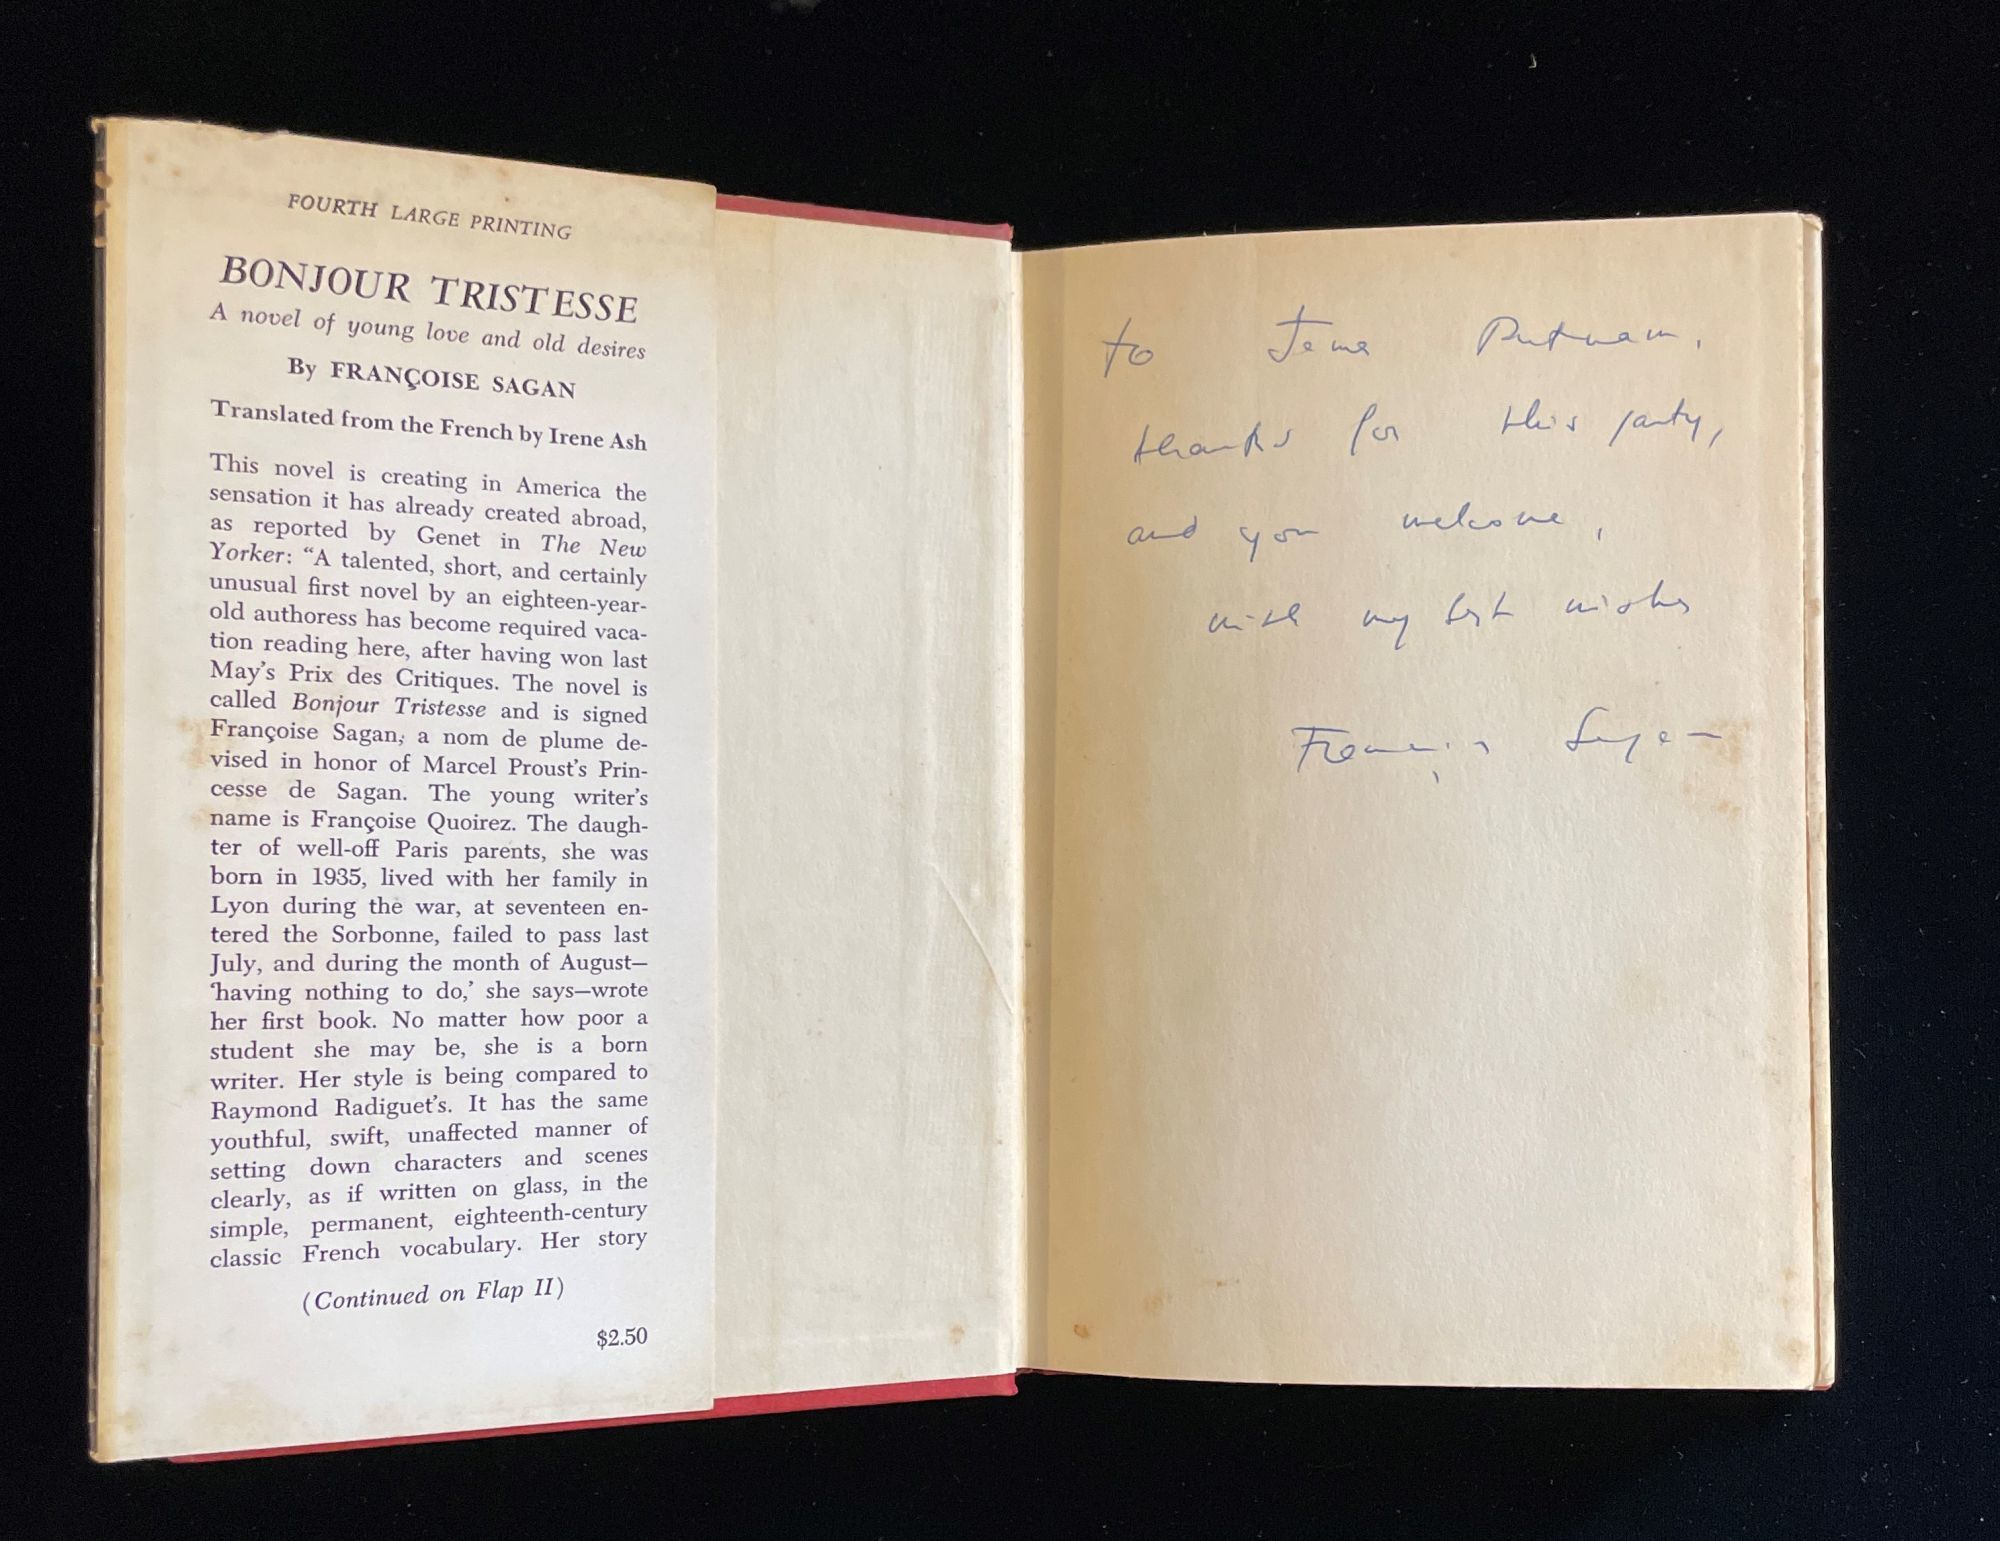 FOURTH LARGE PRINTING
BONJOUR TRISTESSE
A novel of young love and old desires
By FRANÇOISE SAGAN
Translated from the French by Irene Ash
This novel is creating in America the
sensation it has already created abroad,
as reported by Genet in The New
Yorker: “A talented, short, and certainly
unusual first novel by an eighteen-year-
old authoress has become required vaca-
tion reading here, after having won last
May’s Prix des Critiques. The novel is
called Bonjour Tristesse and is signed
Françoise Sagan, a nom de plume de-
vised in honor of Marcel Proust’s Prin-
cesse de Sagan. The young writer’s
name is Françoise Quoirez. The daugh-
ter of well-off Paris parents, she was
born in 1935, lived with her family in
Lyon during the war, at seventeen en-
tered the Sorbonne, failed to pass last
July, and during the month of August—
‘having nothing to do,’ she says—wrote
her first book. No matter how poor a
student she may be, she is a born
writer. Her style is being compared to
Raymond Radiguet’s. It has the same
youthful, swift, unaffected manner of
setting down characters and scenes
clearly, as if written on glass, in the
simple, permanent, eighteenth-century
classic French vocabulary. Her story
(Continued on Flap II)
$2.50
to Putnam,
thanks for this party,
and you welcome,
with my best wishes
Françoise Sagan